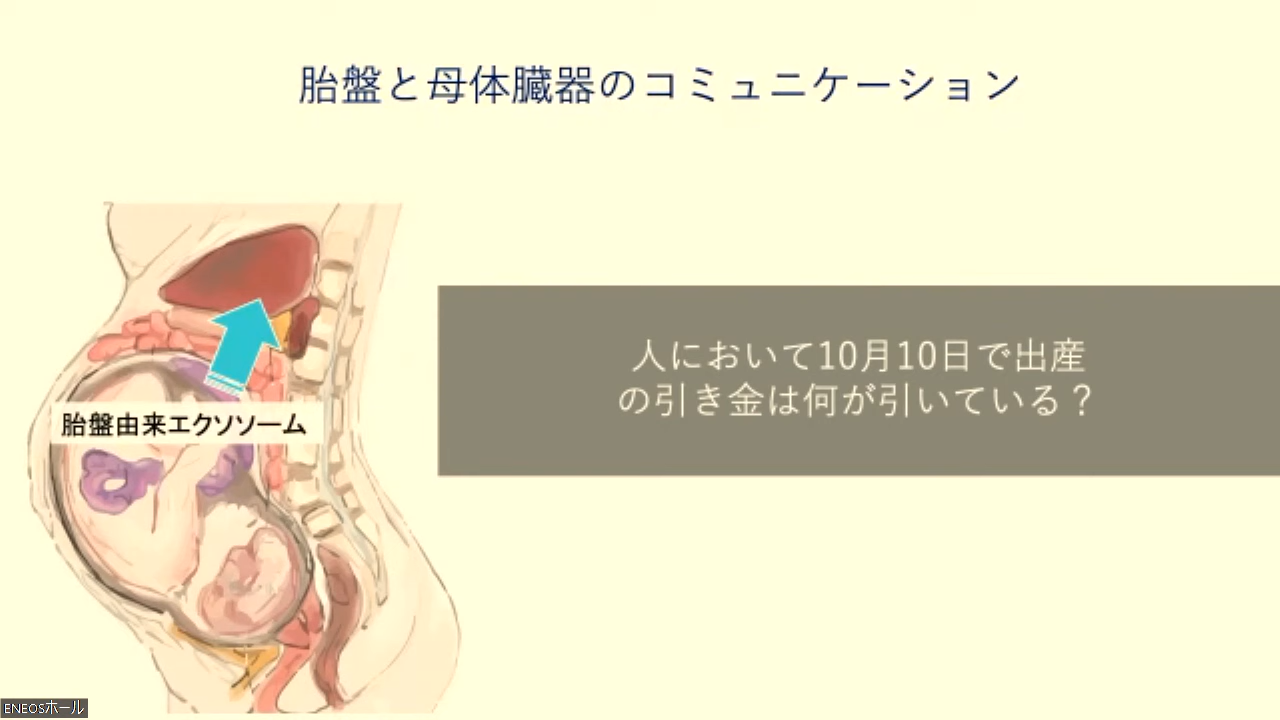 胎盤と母体臓器のコミュニケーション
人において10月10日で出産
の引き金は何が引いている？
胎盤由来エクソソーム
ENEOSホール